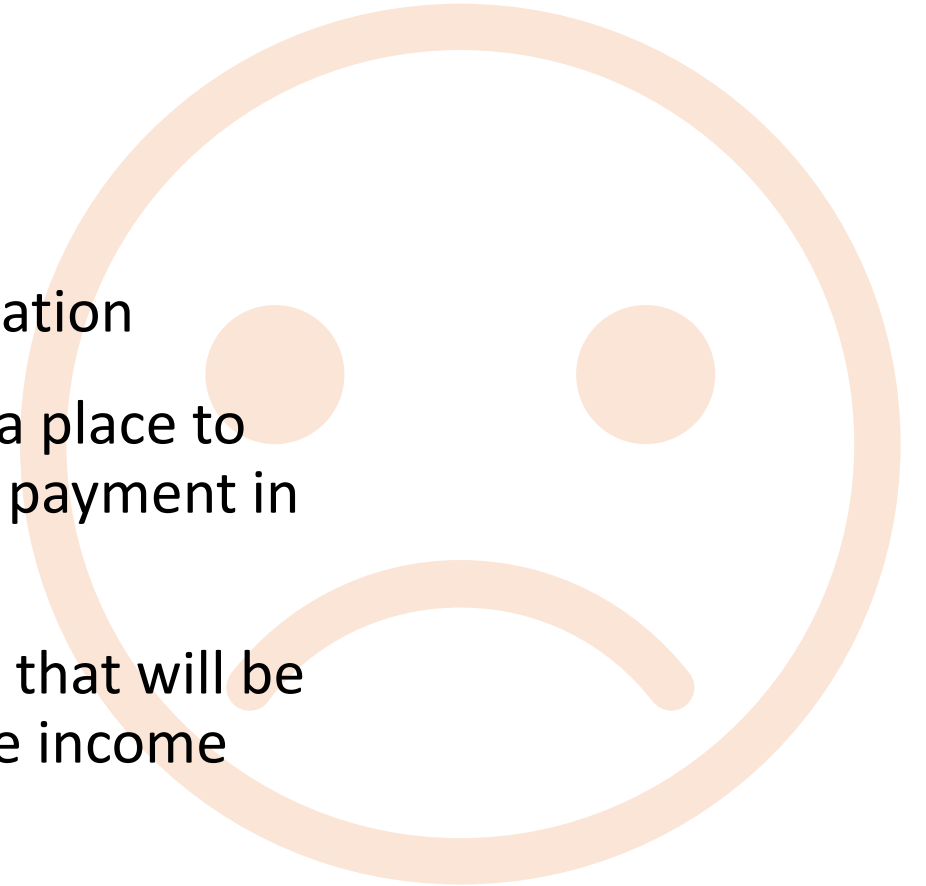 ation
a place to
payment in
that will be
e income